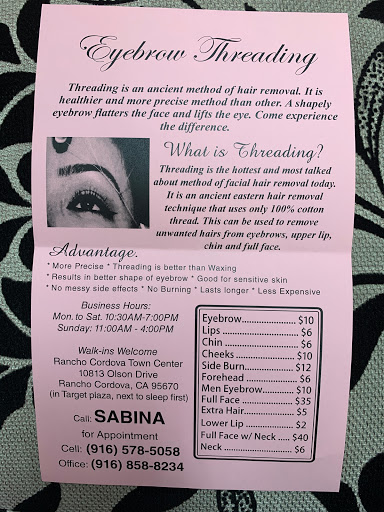 Eyebrow Threading
Threading is an ancient method of hair removal. It is
healthier and more precise method than other. A shapely
eyebrow flatters the face and lifts the eye. Come experience
the difference.
What is Threading?
Threading is the hottest and most talked
about method of facial hair removal today.
It is an ancient eastern hair removal
technique that uses only 100% cotton
thread. This can be used to remove
unwanted hairs from eyebrows, upper lip,
chin and full face.
Advantage.
* More Precise * Threading is better than Waxing
* Results in better shape of eyebrow * Good for sensitive skin
* No messy side effects * No Burning * Lasts longer * Less Expensive
Business Hours:
Mon. to Sat. 10:30AM-7:00PM
Sunday: 11:00AM - 4:00PM
Walk-ins Welcome
Rancho Cordova Town Center
10813 Olson Drive
Rancho Cordova, CA 95670
(in Target plaza, next to sleep first)
Call: SABINA
for Appointment
Cell: (916) 578-5058
Office: (916) 858-8234
Eyebrow................ $10
Lips ..................... $6
Chin ..................... $6
Cheeks ................. $10
Side Burn.............. $12
Forehead .............. $6
Men Eyebrow......... $10
Full Face ............... $35
Extra Hair.............. $5
Lower Lip .............. $2
Full Face w/ Neck ..... $40
Neck ..................... $6